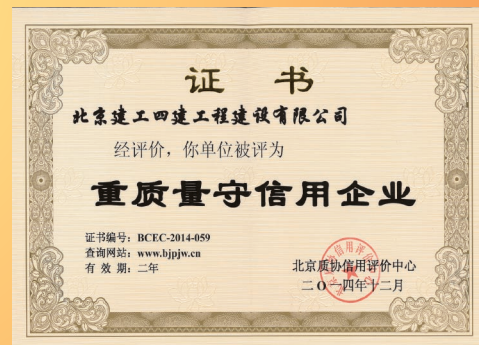 证 书
北京建工四建工程建设有限公司
经评价，你单位被评为
重质量守信用企业
证书编号：BCEC-2014-059
查询网站：www.bjpjw.cn
有 效 期：二年
北京质协信用评价中心
二O一四年十二月